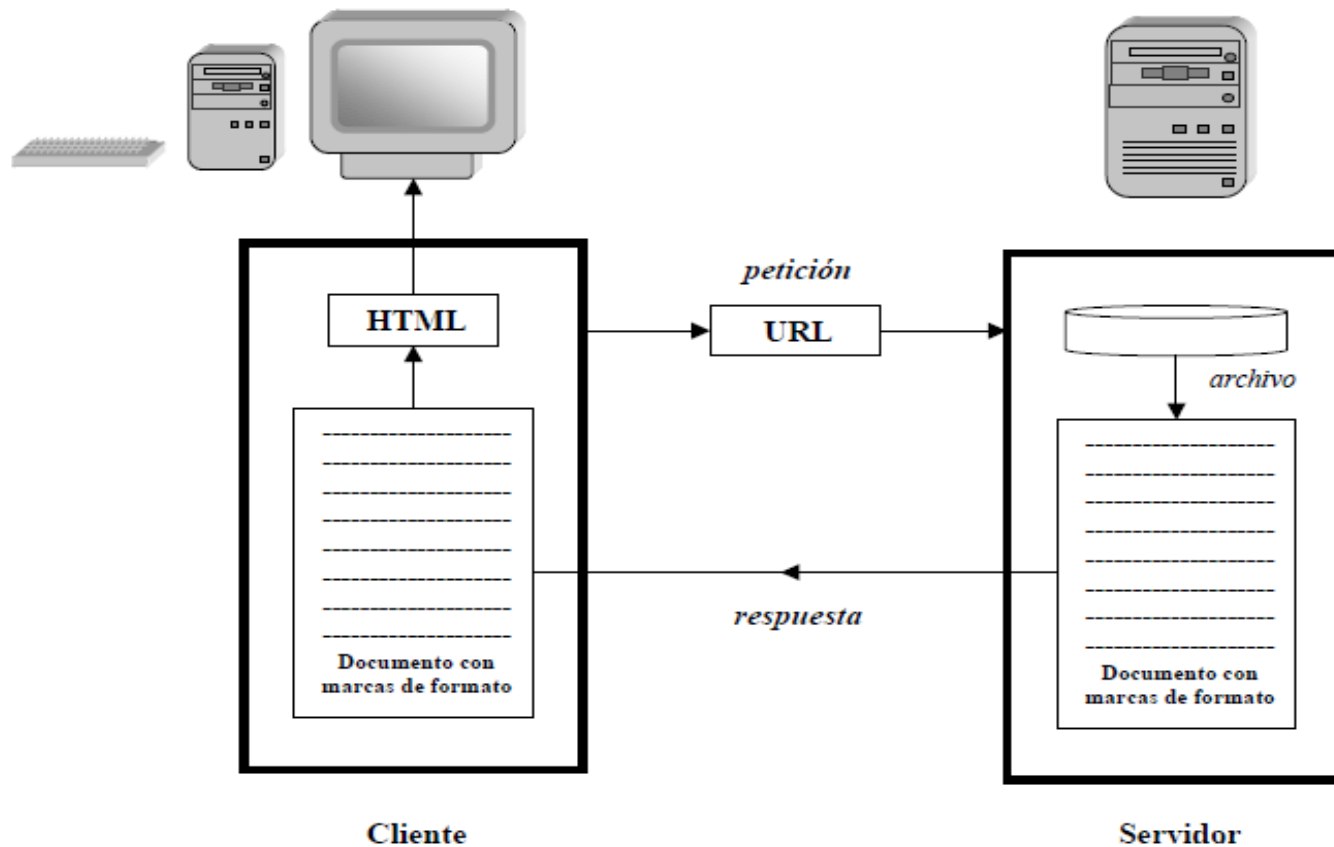 petición
HTML
URL
archivo
respuesta
Documento con
marcas de formato
Documento con
marcas de formato
Cliente
Servidor